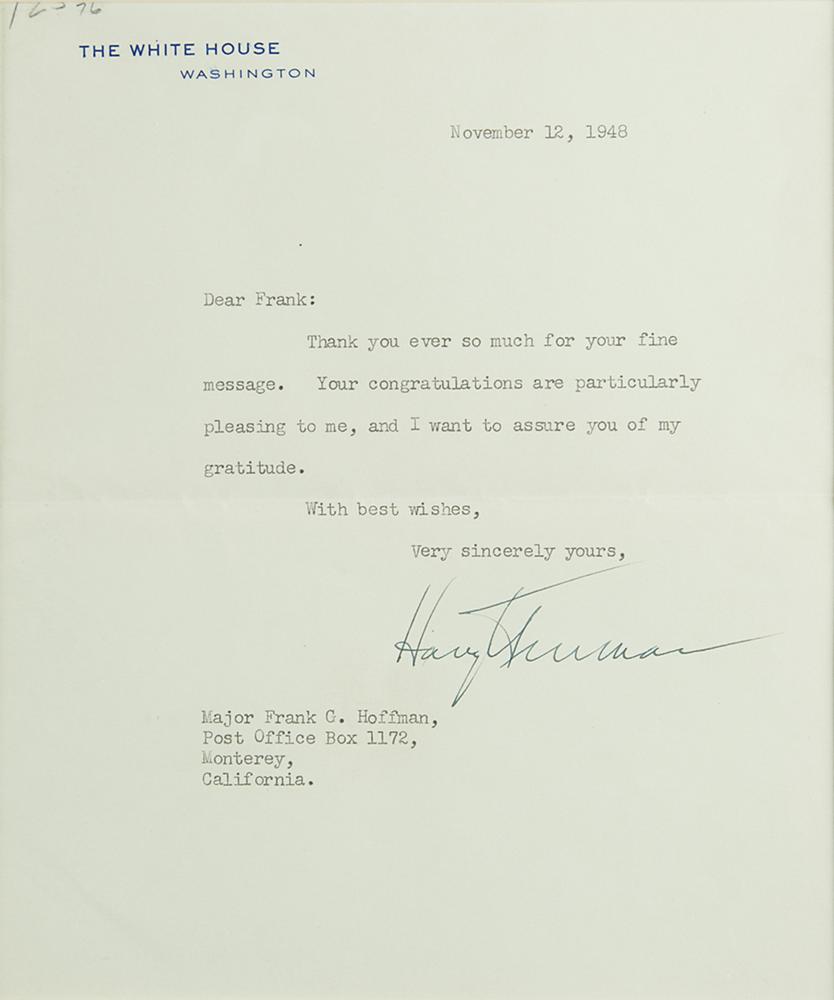 THE WHITE HOUSE
WASHINGTON
November 12, 1948
Dear Frank:
Thank you ever so much for your fine
message. Your congratulations are particularly
pleasing to me, and I want to assure you of my
gratitude.
With best wishes,
Very sincerely yours,
Harry Truman
Major Frank G. Hoffman,
Post Office Box 1172,
Monterey,
California.